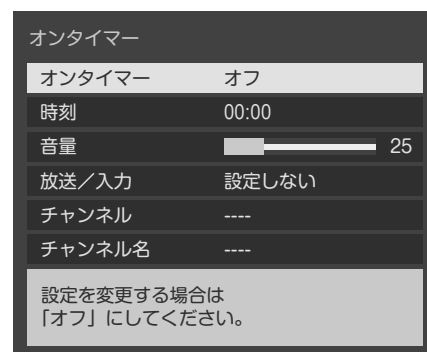 オンタイマー
オンタイマー オフ
時刻 00:00
音量 25
放送／入力 設定しない
チャンネル ----
チャンネル名 ----
設定を変更する場合は
「オフ」にしてください。